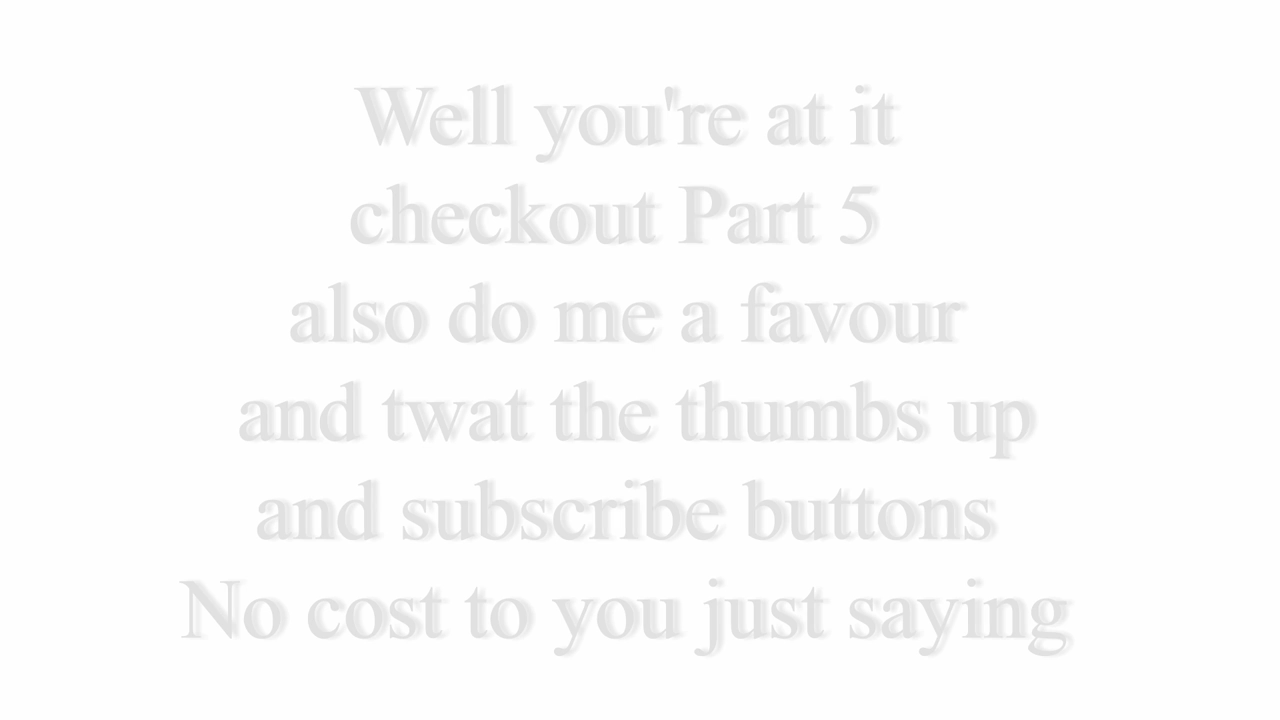 Well you're at it
checkout Part 5
also do me a favour
and twat the thumbs up
and subscribe buttons
No cost to you just saying